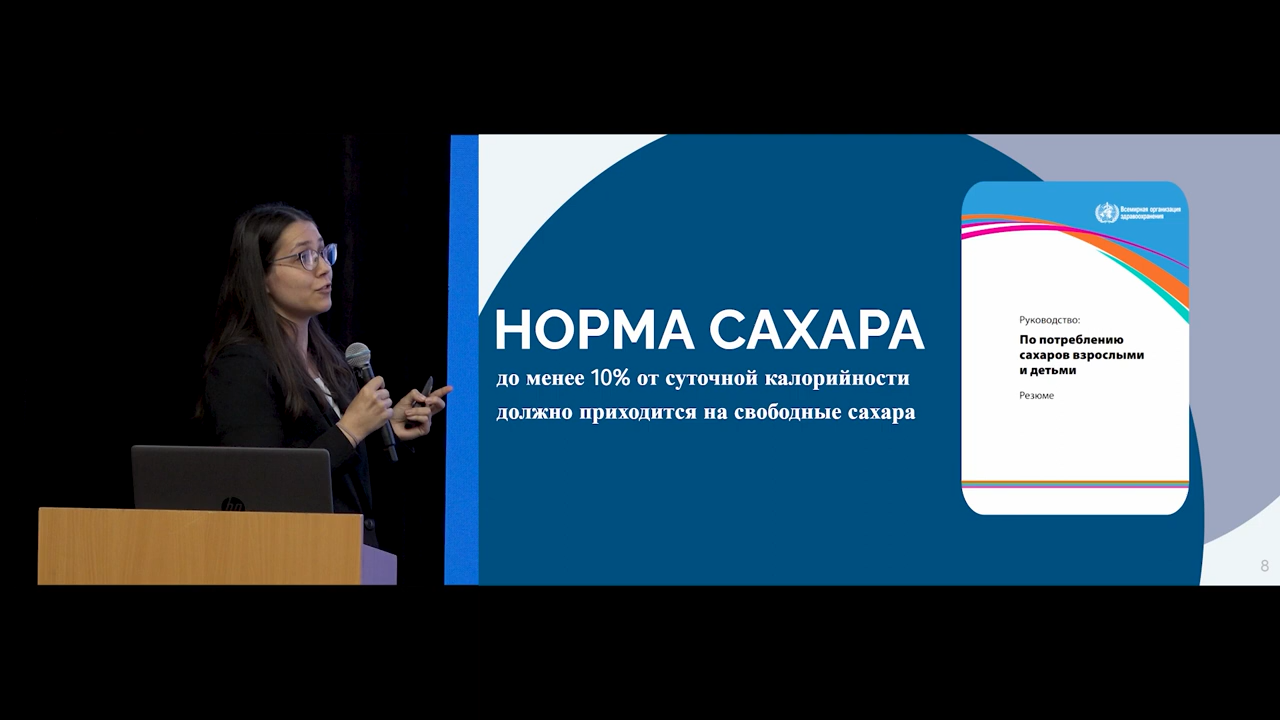 НОРМА САХАРА
до менее 10% от суточной калорийности
должно приходится на свободные сахара
Всемирная организация
здравоохранения
Руководство:
По потреблению
сахаров взрослыми
и детьми
Резюме
8
hp